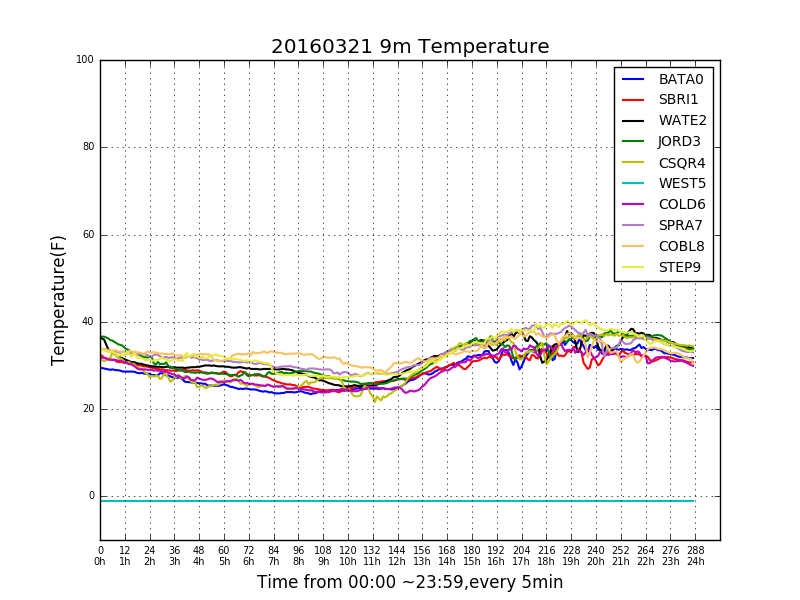 20160321 9m Temperature
100
80
60
40
20
0
Temperature(F)
BATA0
SBRI1
WATE2
JORD3
CSQR4
WEST5
COLD6
SPRA7
COBL8
STEP9
0 12 24 36 48 60 72 84 96 108 120 132 144 156 168 180 192 204 216 228 240 252 264 276 288
0h 1h 2h 3h 4h 5h 6h 7h 8h 9h 10h 11h 12h 13h 14h 15h 16h 17h 18h 19h 20h 21h 22h 23h 24h
Time from 00:00 ~23:59,every 5min